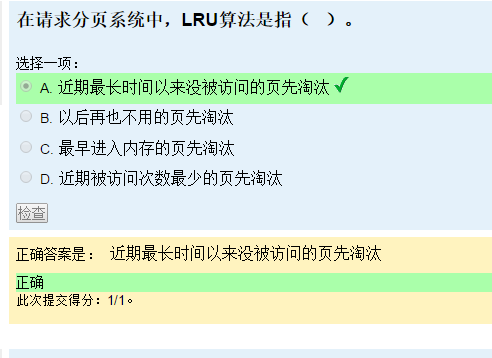 在请求分页系统中，LRU算法是指（ ）。
选择一项：
A. 近期最长时间以来没被访问的页先淘汰
B. 以后再也不用的页先淘汰
C. 最早进入内存的页先淘汰
D. 近期被访问次数最少的页先淘汰
检查
正确答案是： 近期最长时间以来没被访问的页先淘汰
正确
此次提交得分：1/1。